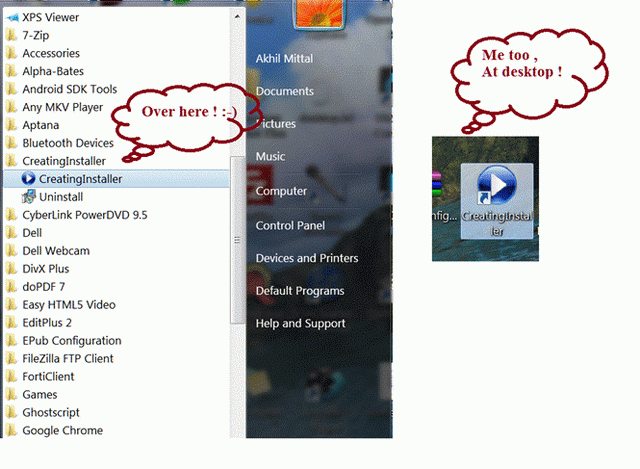 XPS Viewer
7-Zip
Accessories
Alpha-Bates
Android SDK Tools
Any MKV Player
Aptana
Bluetooth Devices
CreatingInstaller
CreatingInstaller
Uninstall
CyberLink PowerDVD 9.5
Dell
Dell Webcam
DivX Plus
doPDF 7
Easy HTML5 Video
EditPlus 2
EPub Configuration
FileZilla FTP Client
FortiClient
Games
Ghostscript
Google Chrome
Over here ! :-)
Akhil Mittal
Documents
Pictures
Music
Computer
Control Panel
Devices and Printers
Default Programs
Help and Support
Me too ,
At desktop !
nfig...
CreatingInstal
ler